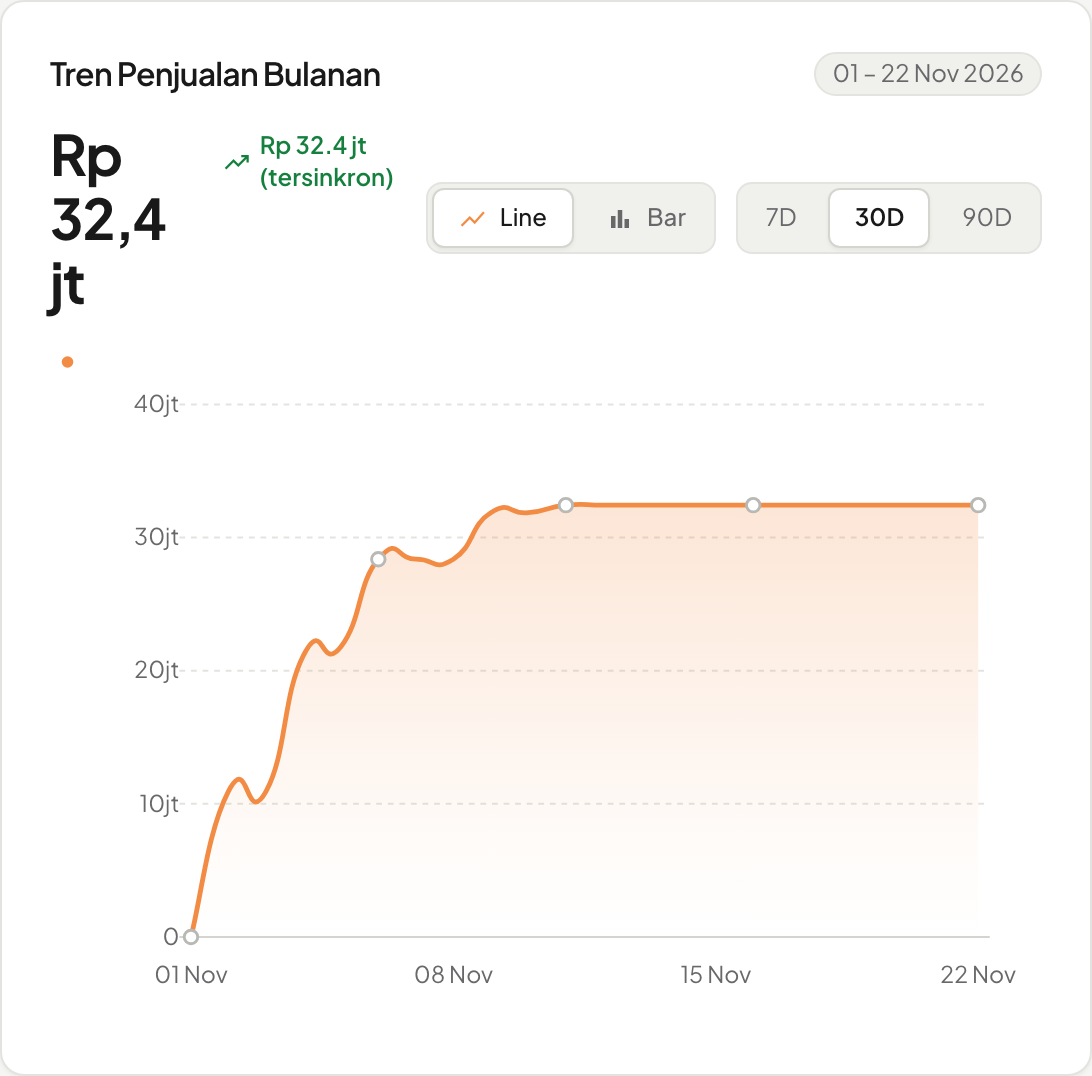 Tren Penjualan Bulanan
01 – 22 Nov 2026
Rp
32,4
jt
Rp 32.4 jt
(tersinkron)
Line
Bar
7D
30D
90D
40jt
30jt
20jt
10jt
0
01 Nov
08 Nov
15 Nov
22 Nov